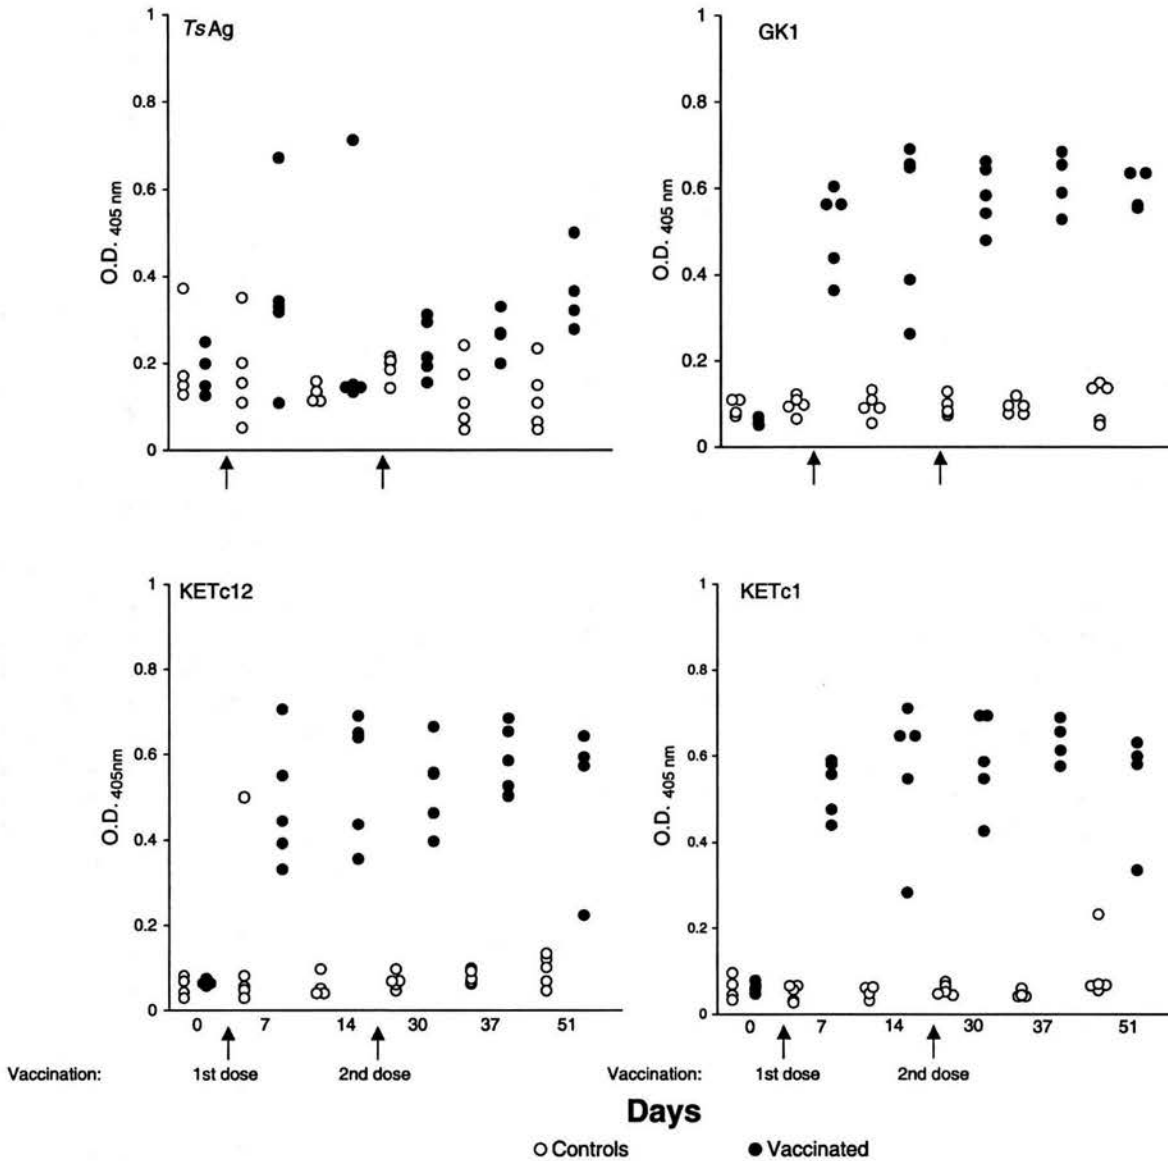 TsAg
1
0.8
0.6
0.4
0.2
0
O.D. 405 nm
GK1
1
0.8
0.6
0.4
0.2
0
O.D. 405 nm
KETc12
1
0.8
0.6
0.4
0.2
0
O.D. 405nm
0 7 14 30 37 51
Vaccination: 1st dose 2nd dose
KETc1
1
0.8
0.6
0.4
0.2
0
O.D. 405 nm
0 7 14 30 37 51
Vaccination: 1st dose 2nd dose
Days
Controls Vaccinated